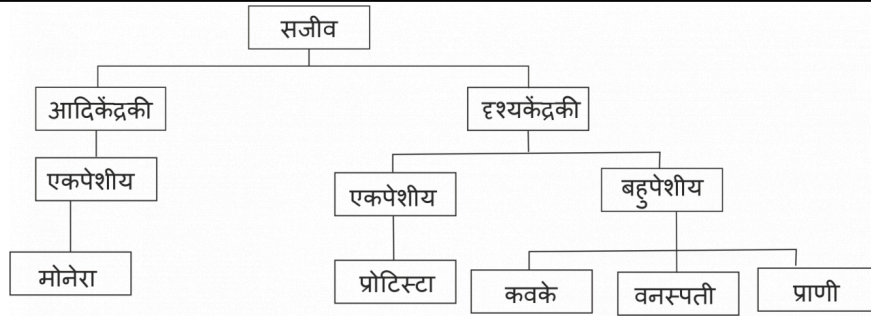 सजीव
आदिकेंद्रकी
दृश्यकेंद्रकी
एकपेशीय
एकपेशीय
बहुपेशीय
मोनेरा
प्रोटिस्टा
कवके
वनस्पती
प्राणी